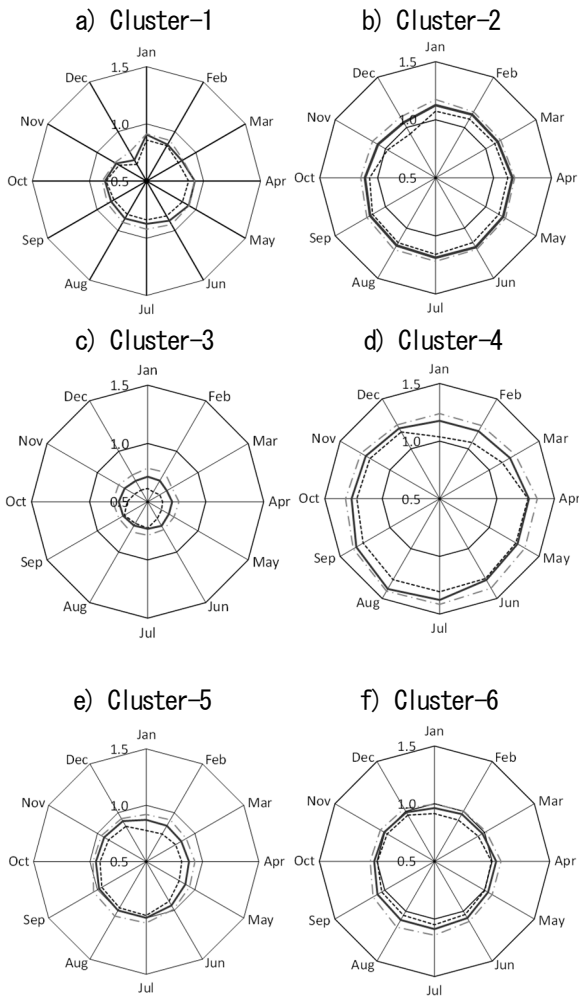 a) Cluster-1
Jan
1.5
Dec
Feb
1.0
Nov
Mar
Oct
0.5
Apr
Sep
May
Aug
Jun
Jul
b) Cluster-2
Jan
1.5
Dec
Feb
1.0
Nov
Mar
Oct
0.5
Apr
Sep
May
Aug
Jun
Jul
c) Cluster-3
Jan
1.5
Dec
Feb
1.0
Nov
Mar
Oct
0.5
Apr
Sep
May
Aug
Jun
Jul
d) Cluster-4
Jan
1.5
Dec
Feb
1.0
Nov
Mar
Oct
0.5
Apr
Sep
May
Aug
Jun
Jul
e) Cluster-5
Jan
1.5
Dec
Feb
1.0
Nov
Mar
Oct
0.5
Apr
Sep
May
Aug
Jun
Jul
f) Cluster-6
Jan
1.5
Dec
Feb
1.0
Nov
Mar
Oct
0.5
Apr
Sep
May
Aug
Jun
Jul